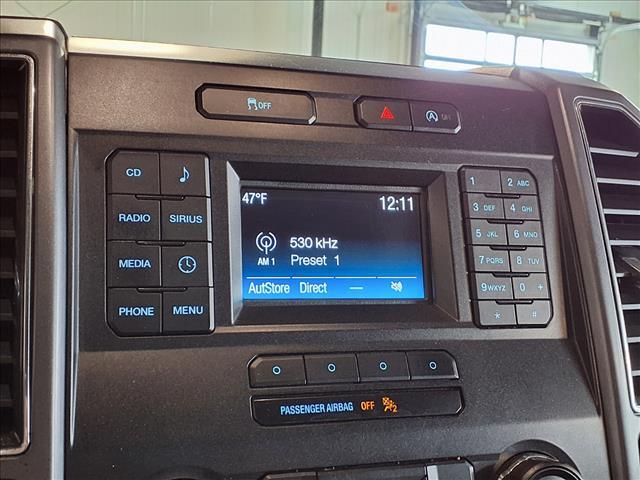 OFF
OFF
CD
RADIO SIRIUS
MEDIA
PHONE MENU
47°F 12:11
530 kHz
AM 1 Preset 1
AutoStore Direct
1 2 ABC
3 DEF 4 GHI
5 JKL 6 MNO
7 PQRS 8 TUV
9 WXYZ 0 +
* #
PASSENGER AIRBAG OFF 2